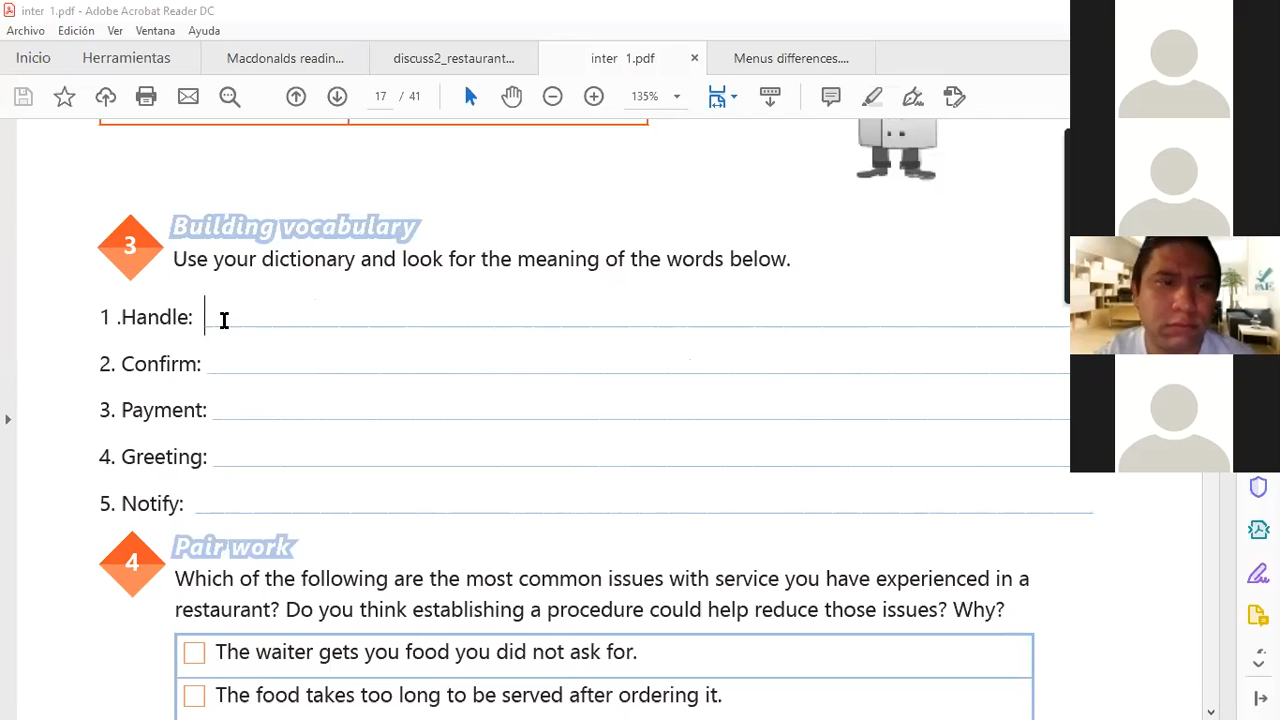 inter 1.pdf - Adobe Acrobat Reader DC
Archivo Edición Ver Ventana Ayuda
Inicio Herramientas Macdonalds readin... discuss2_restaurant... inter 1.pdf × Menus differences....
17 / 41 135%
3 Building vocabulary
Use your dictionary and look for the meaning of the words below.
1 .Handle:
2. Confirm:
3. Payment:
4. Greeting:
5. Notify:
4 Pair work
Which of the following are the most common issues with service you have experienced in a
restaurant? Do you think establishing a procedure could help reduce those issues? Why?
The waiter gets you food you did not ask for.
The food takes too long to be served after ordering it.